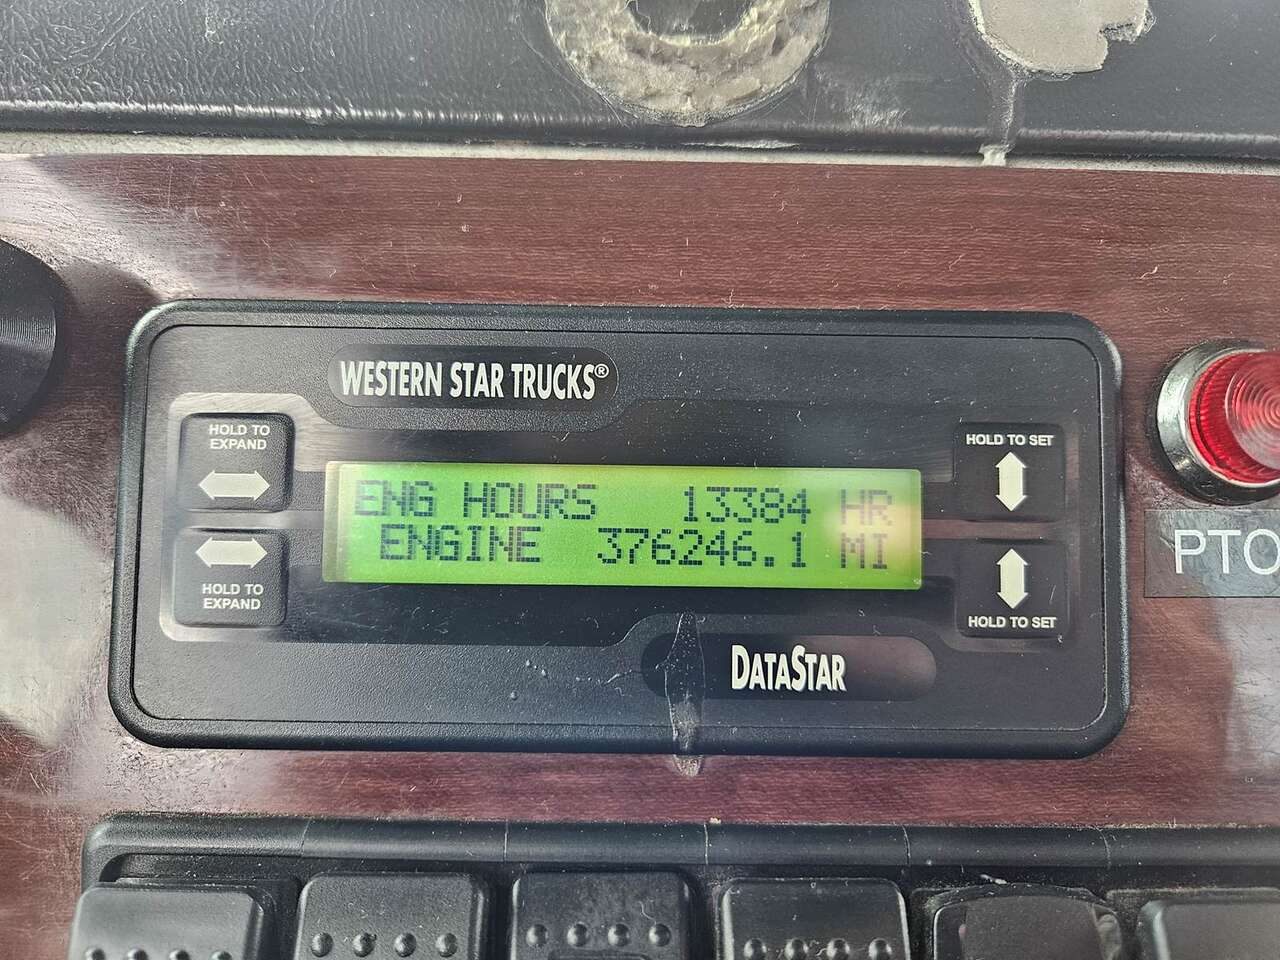 WESTERN STAR TRUCKS®
HOLD TO
EXPAND
HOLD TO SET
ENG HOURS 13384 HR
ENGINE 376246.1 MI
HOLD TO
EXPAND
HOLD TO SET
PTO
DATASTAR